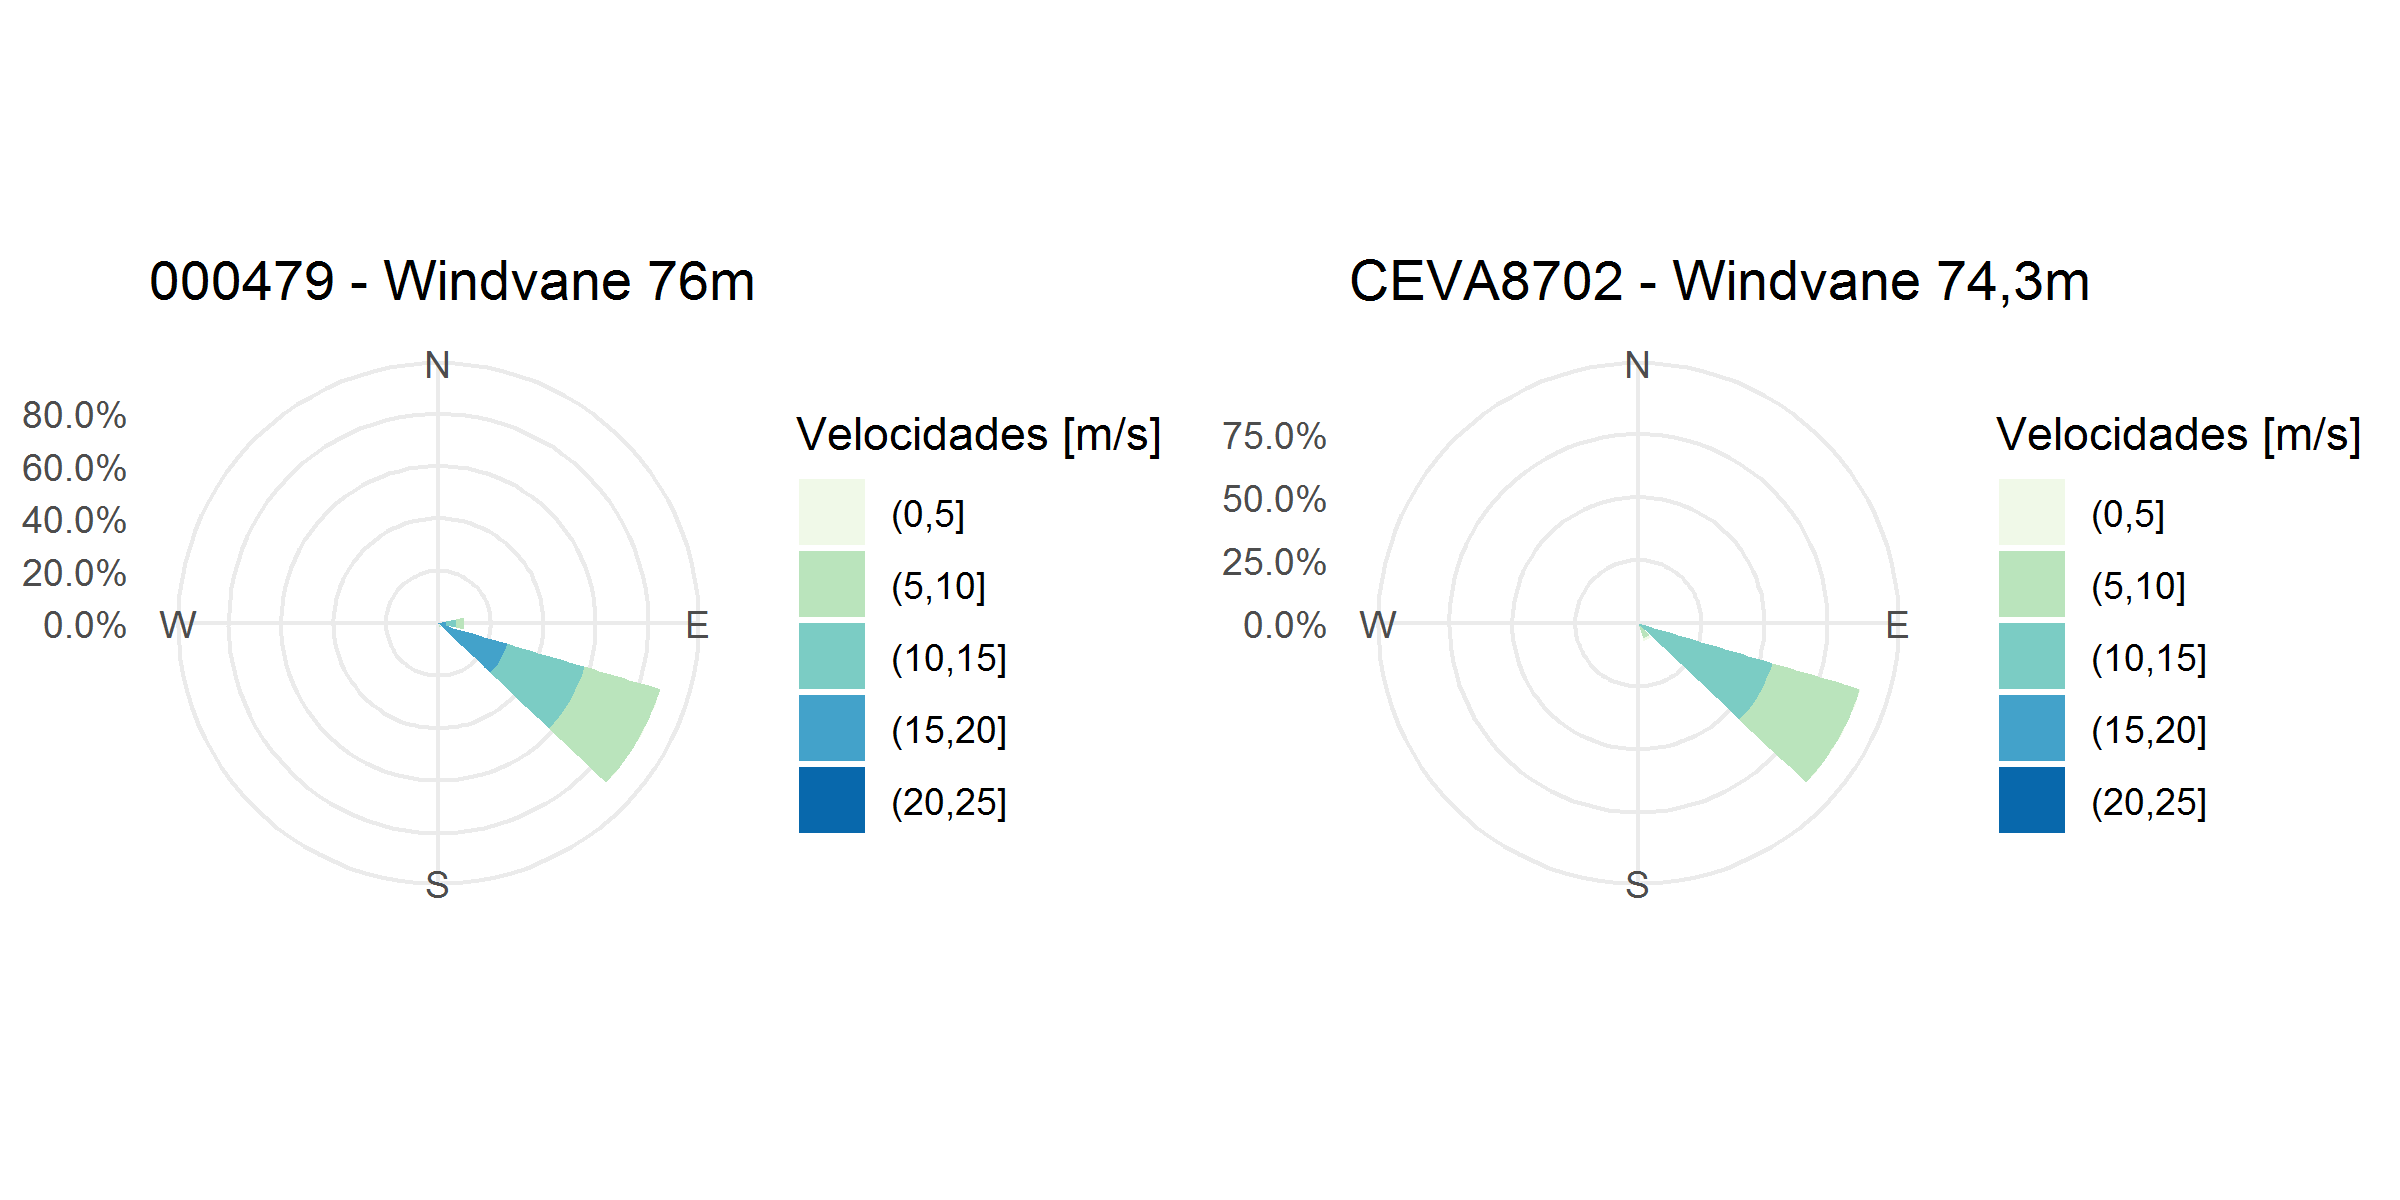 000479 - Windvane 76m
N
80.0%
60.0%
40.0%
20.0%
0.0%
W
E
S
Velocidades [m/s]
(0,5]
(5,10]
(10,15]
(15,20]
(20,25]
CEVA8702 - Windvane 74,3m
N
75.0%
50.0%
25.0%
0.0%
W
E
S
Velocidades [m/s]
(0,5]
(5,10]
(10,15]
(15,20]
(20,25]